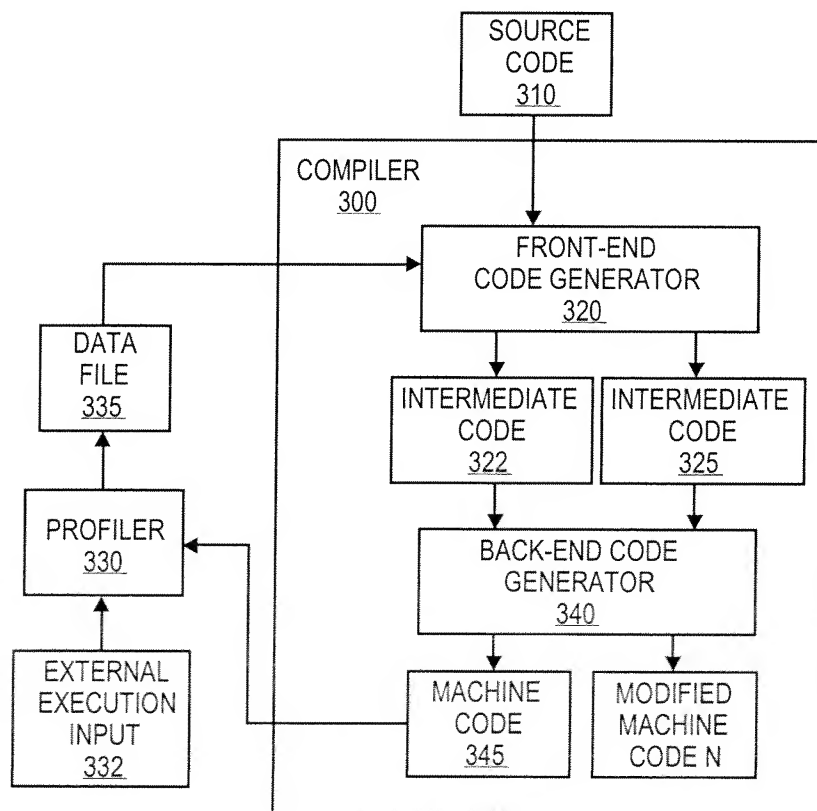 SOURCE
CODE
310
COMPILER
300
FRONT-END
CODE GENERATOR
320
DATA
FILE
335
INTERMEDIATE
CODE
322
INTERMEDIATE
CODE
325
PROFILER
330
BACK-END CODE
GENERATOR
340
EXTERNAL
EXECUTION
INPUT
332
MACHINE
CODE
345
MODIFIED
MACHINE
CODE N